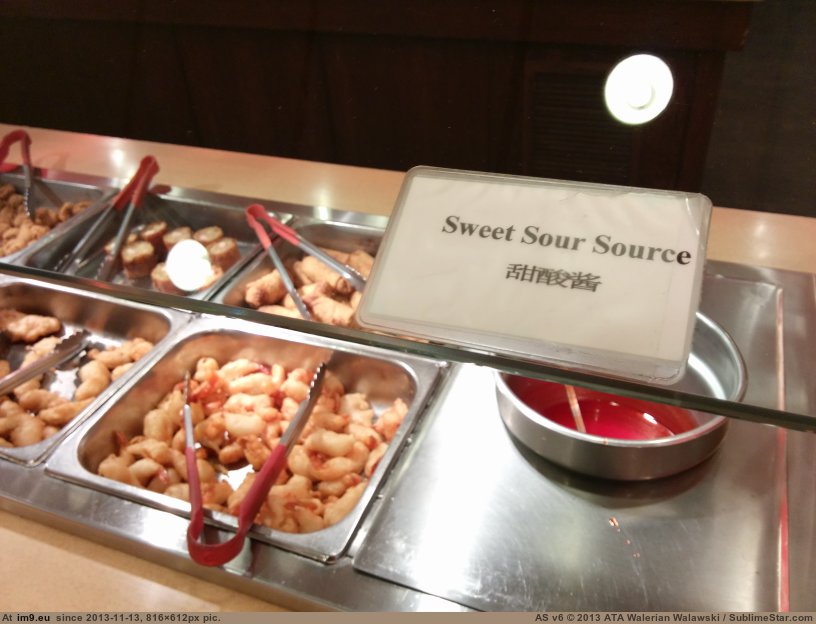 Sweet Sour Source
甜酸酱
At im9.eu since 2013-11-13, 816×612px pic.
AS v6 © 2013 ATA Walerian Walawski / SublimeStar.com